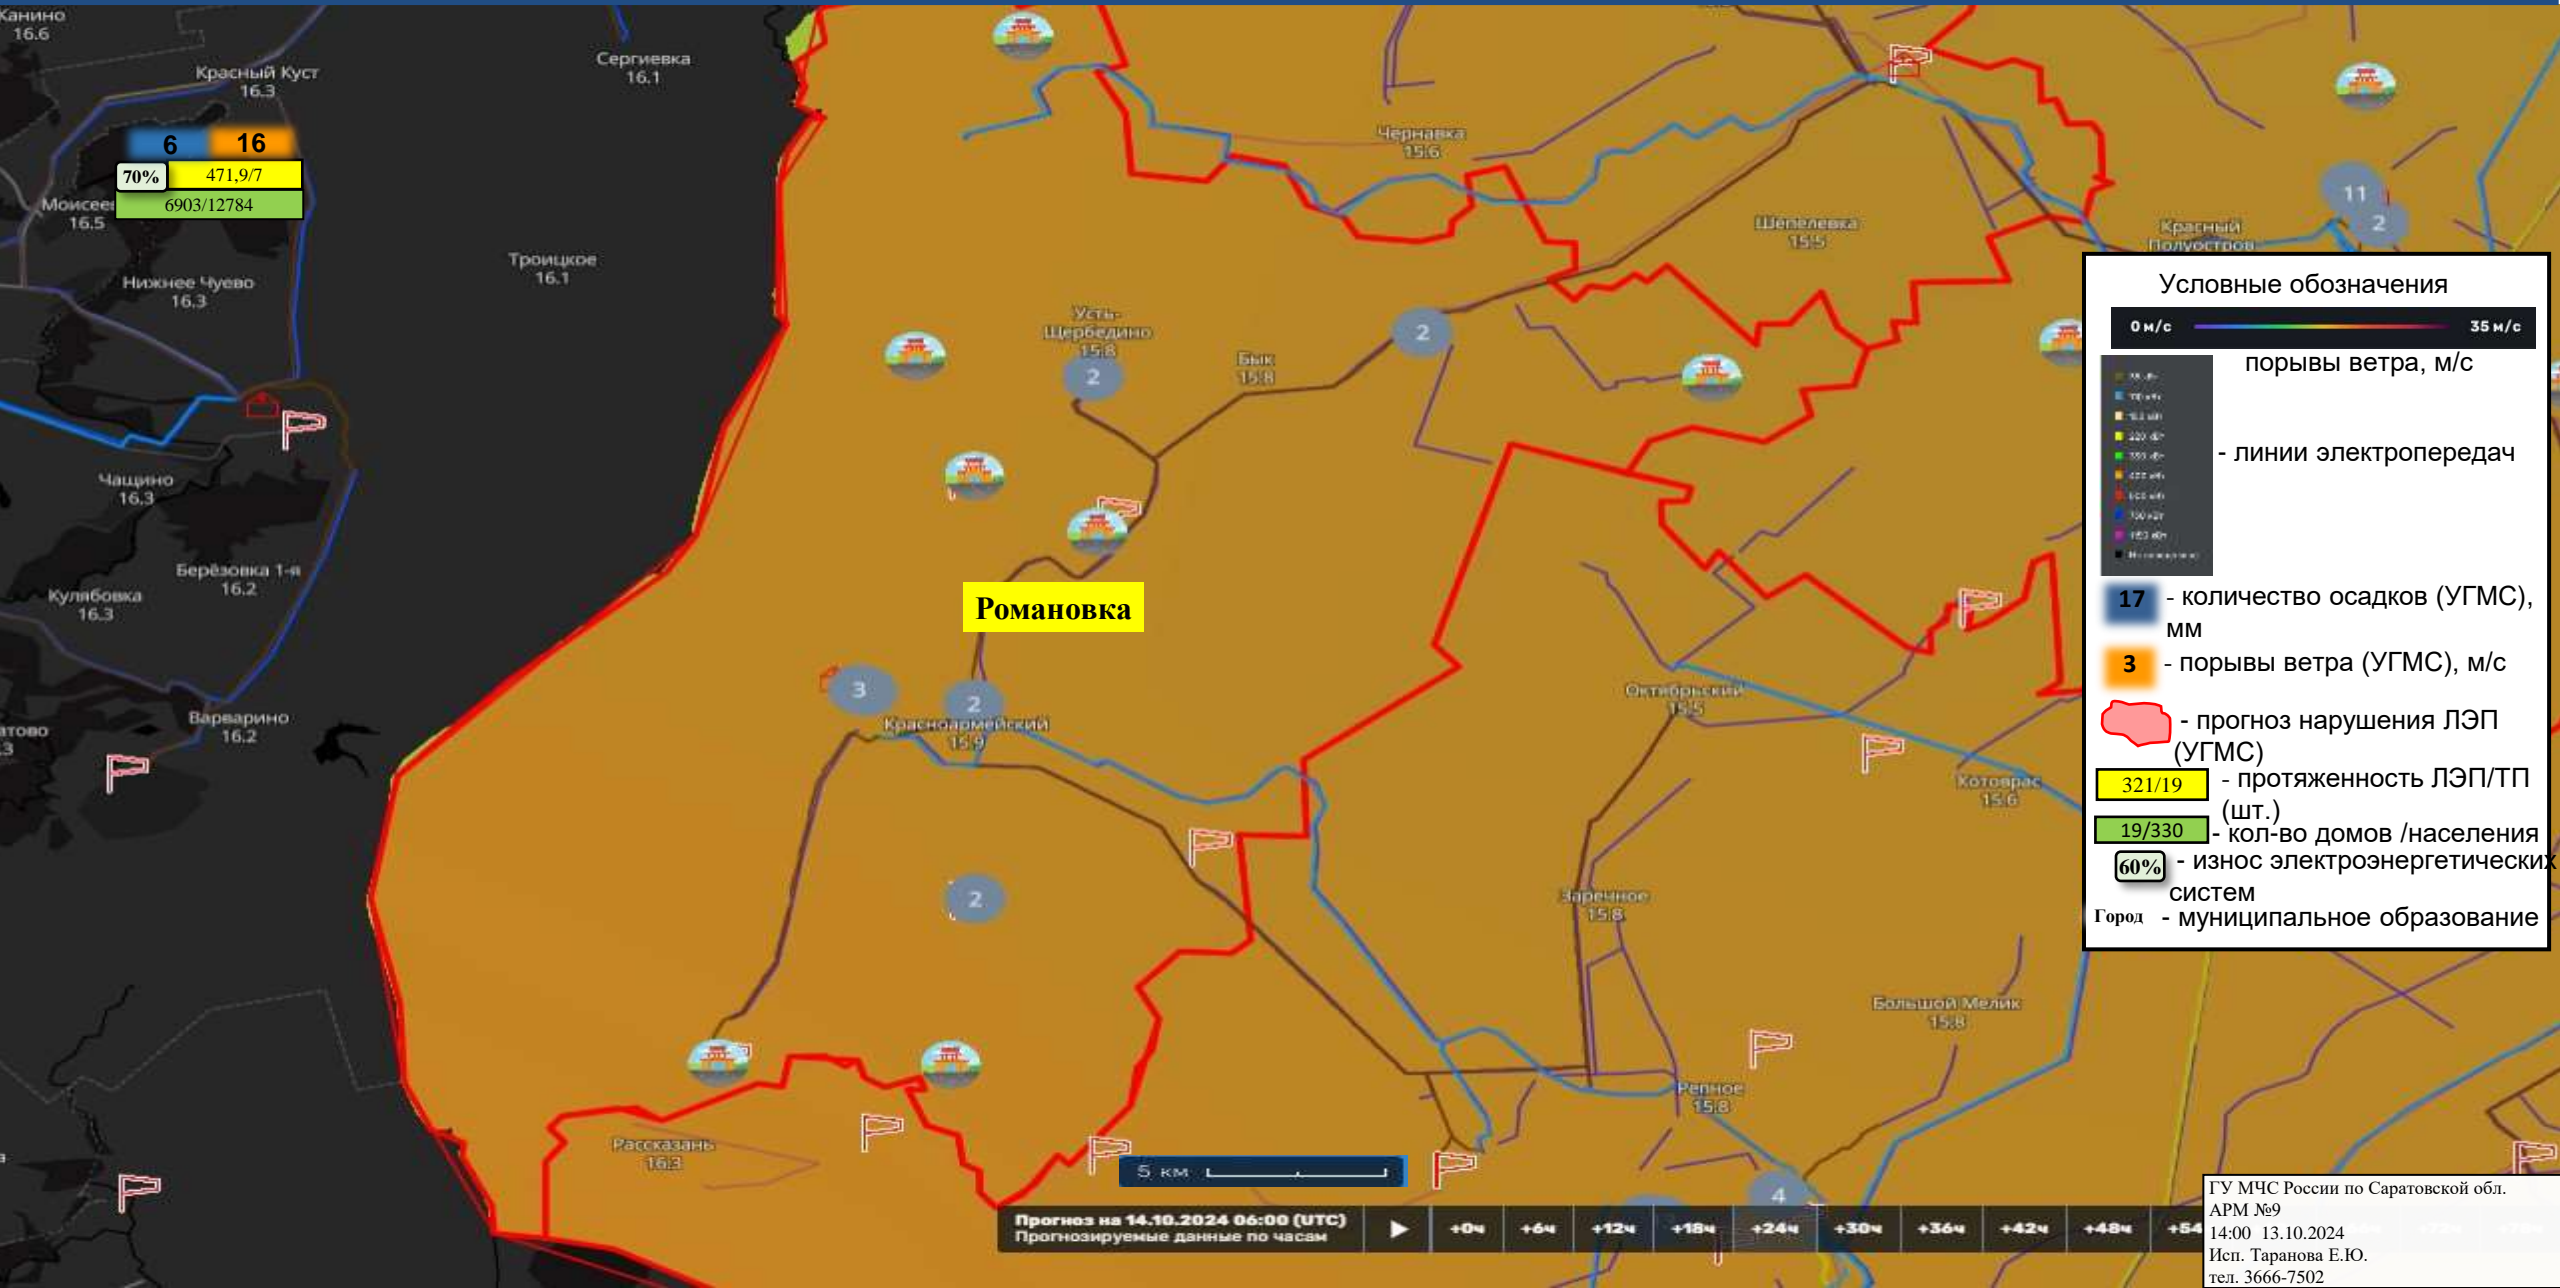 Канино
16.6
Красный Куст
16.3
Сергиевка
16.1
6 16
70% 471,9/7
6903/12784
16.5
Нижнее Чуево
16.3
Троицкое
16.1
Чернавка
15.6
Шепелевка
15.5
Красный
Полуостров
11
2
Усть-
Щербедино
15.8
2
Бык
15.8
2
Чащино
16.3
Берёзовка 1-я
16.2
Кулябовка
16.3
Варварино
16.2
Романовка
3
2
Красноармейский
15.9
2
Октябрьский
15.5
Котоврас
15.6
Заречное
15.8
Большой Мелик
15.8
Репное
15.8
Рассказань
16.3
4
5 км
Прогноз на 14.10.2024 06:00 (UTC)
Прогнозируемые данные по часам
+0ч +6ч +12ч +18ч +24ч +30ч +36ч +42ч +48ч +54
Условные обозначения
0 м/с 35 м/с
порывы ветра, м/с
- линии электропередач
17 - количество осадков (УГМС),
мм
3 - порывы ветра (УГМС), м/с
- прогноз нарушения ЛЭП
(УГМС)
321/19 - протяженность ЛЭП/ТП
(шт.)
19/330 - кол-во домов /населения
60% - износ электроэнергетических
систем
Город - муниципальное образование
ГУ МЧС России по Саратовской обл.
АРМ №9
14:00 13.10.2024
Исп. Таранова Е.Ю.
тел. 3666-7502